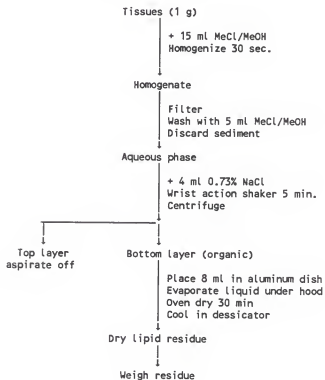 Tissues (1 g)
+ 15 ml MeCl/MeOH
Homogenize 30 sec.
Homogenate
Filter
Wash with 5 ml MeCl/MeOH
Discard sediment
Aqueous phase
+ 4 ml 0.73% NaCl
Wrist action shaker 5 min.
Centrifuge
Top layer
aspirate off
Bottom layer (organic)
Place 8 ml in aluminum dish
Evaporate liquid under hood
Oven dry 30 min
Cool in dessicator
Dry lipid residue
Weigh residue